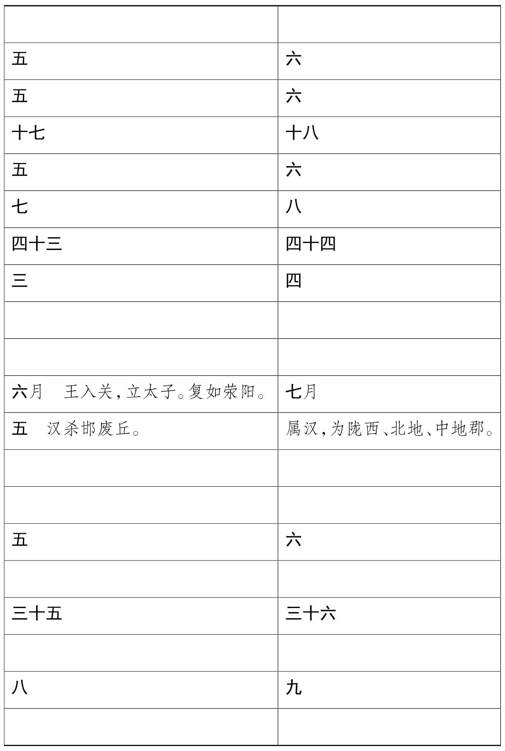 五 六
五 六
十七 十八
五 六
七 八
四十三 四十四
三 四
六月 王入关，立太子。复如荥阳。 七月
五 汉杀邯废丘。 属汉，为陇西、北地、中地郡。
五 六
三十五 三十六
八 九